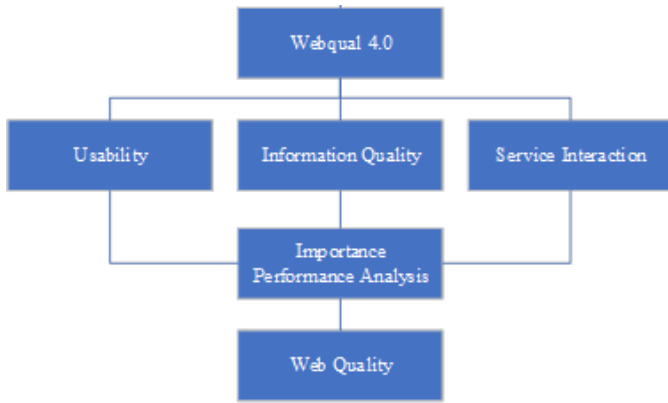 Webqual 4.0
Usability
Information Quality
Service Interaction
Importance
Performance Analysis
Web Quality